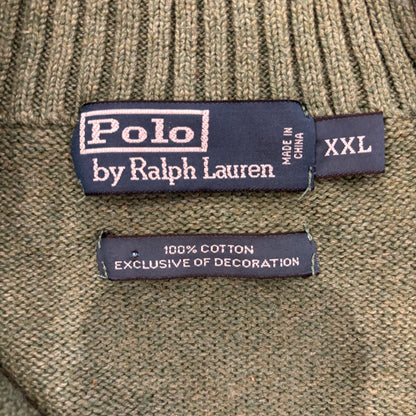 Polo
by Ralph Lauren
MADE IN
CHINA
XXL
100% COTTON
EXCLUSIVE OF DECORATION